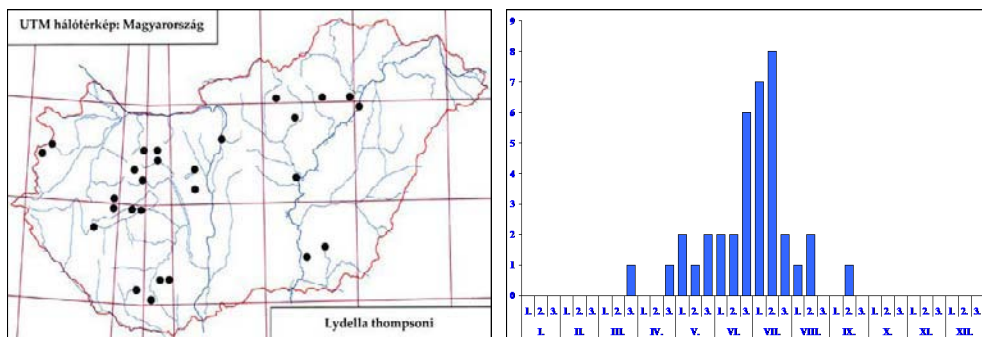 UTM hálótérkép: Magyarország
Lydella thompsoni
9
8
7
6
5
4
3
2
1
0
1. 2. 3. 1. 2. 3. 1. 2. 3. 1. 2. 3. 1. 2. 3. 1. 2. 3. 1. 2. 3. 1. 2. 3. 1. 2. 3. 1. 2. 3. 1. 2. 3. 1. 2. 3.
I. II. III. IV. V. VI. VII. VIII. IX. X. XI. XII.